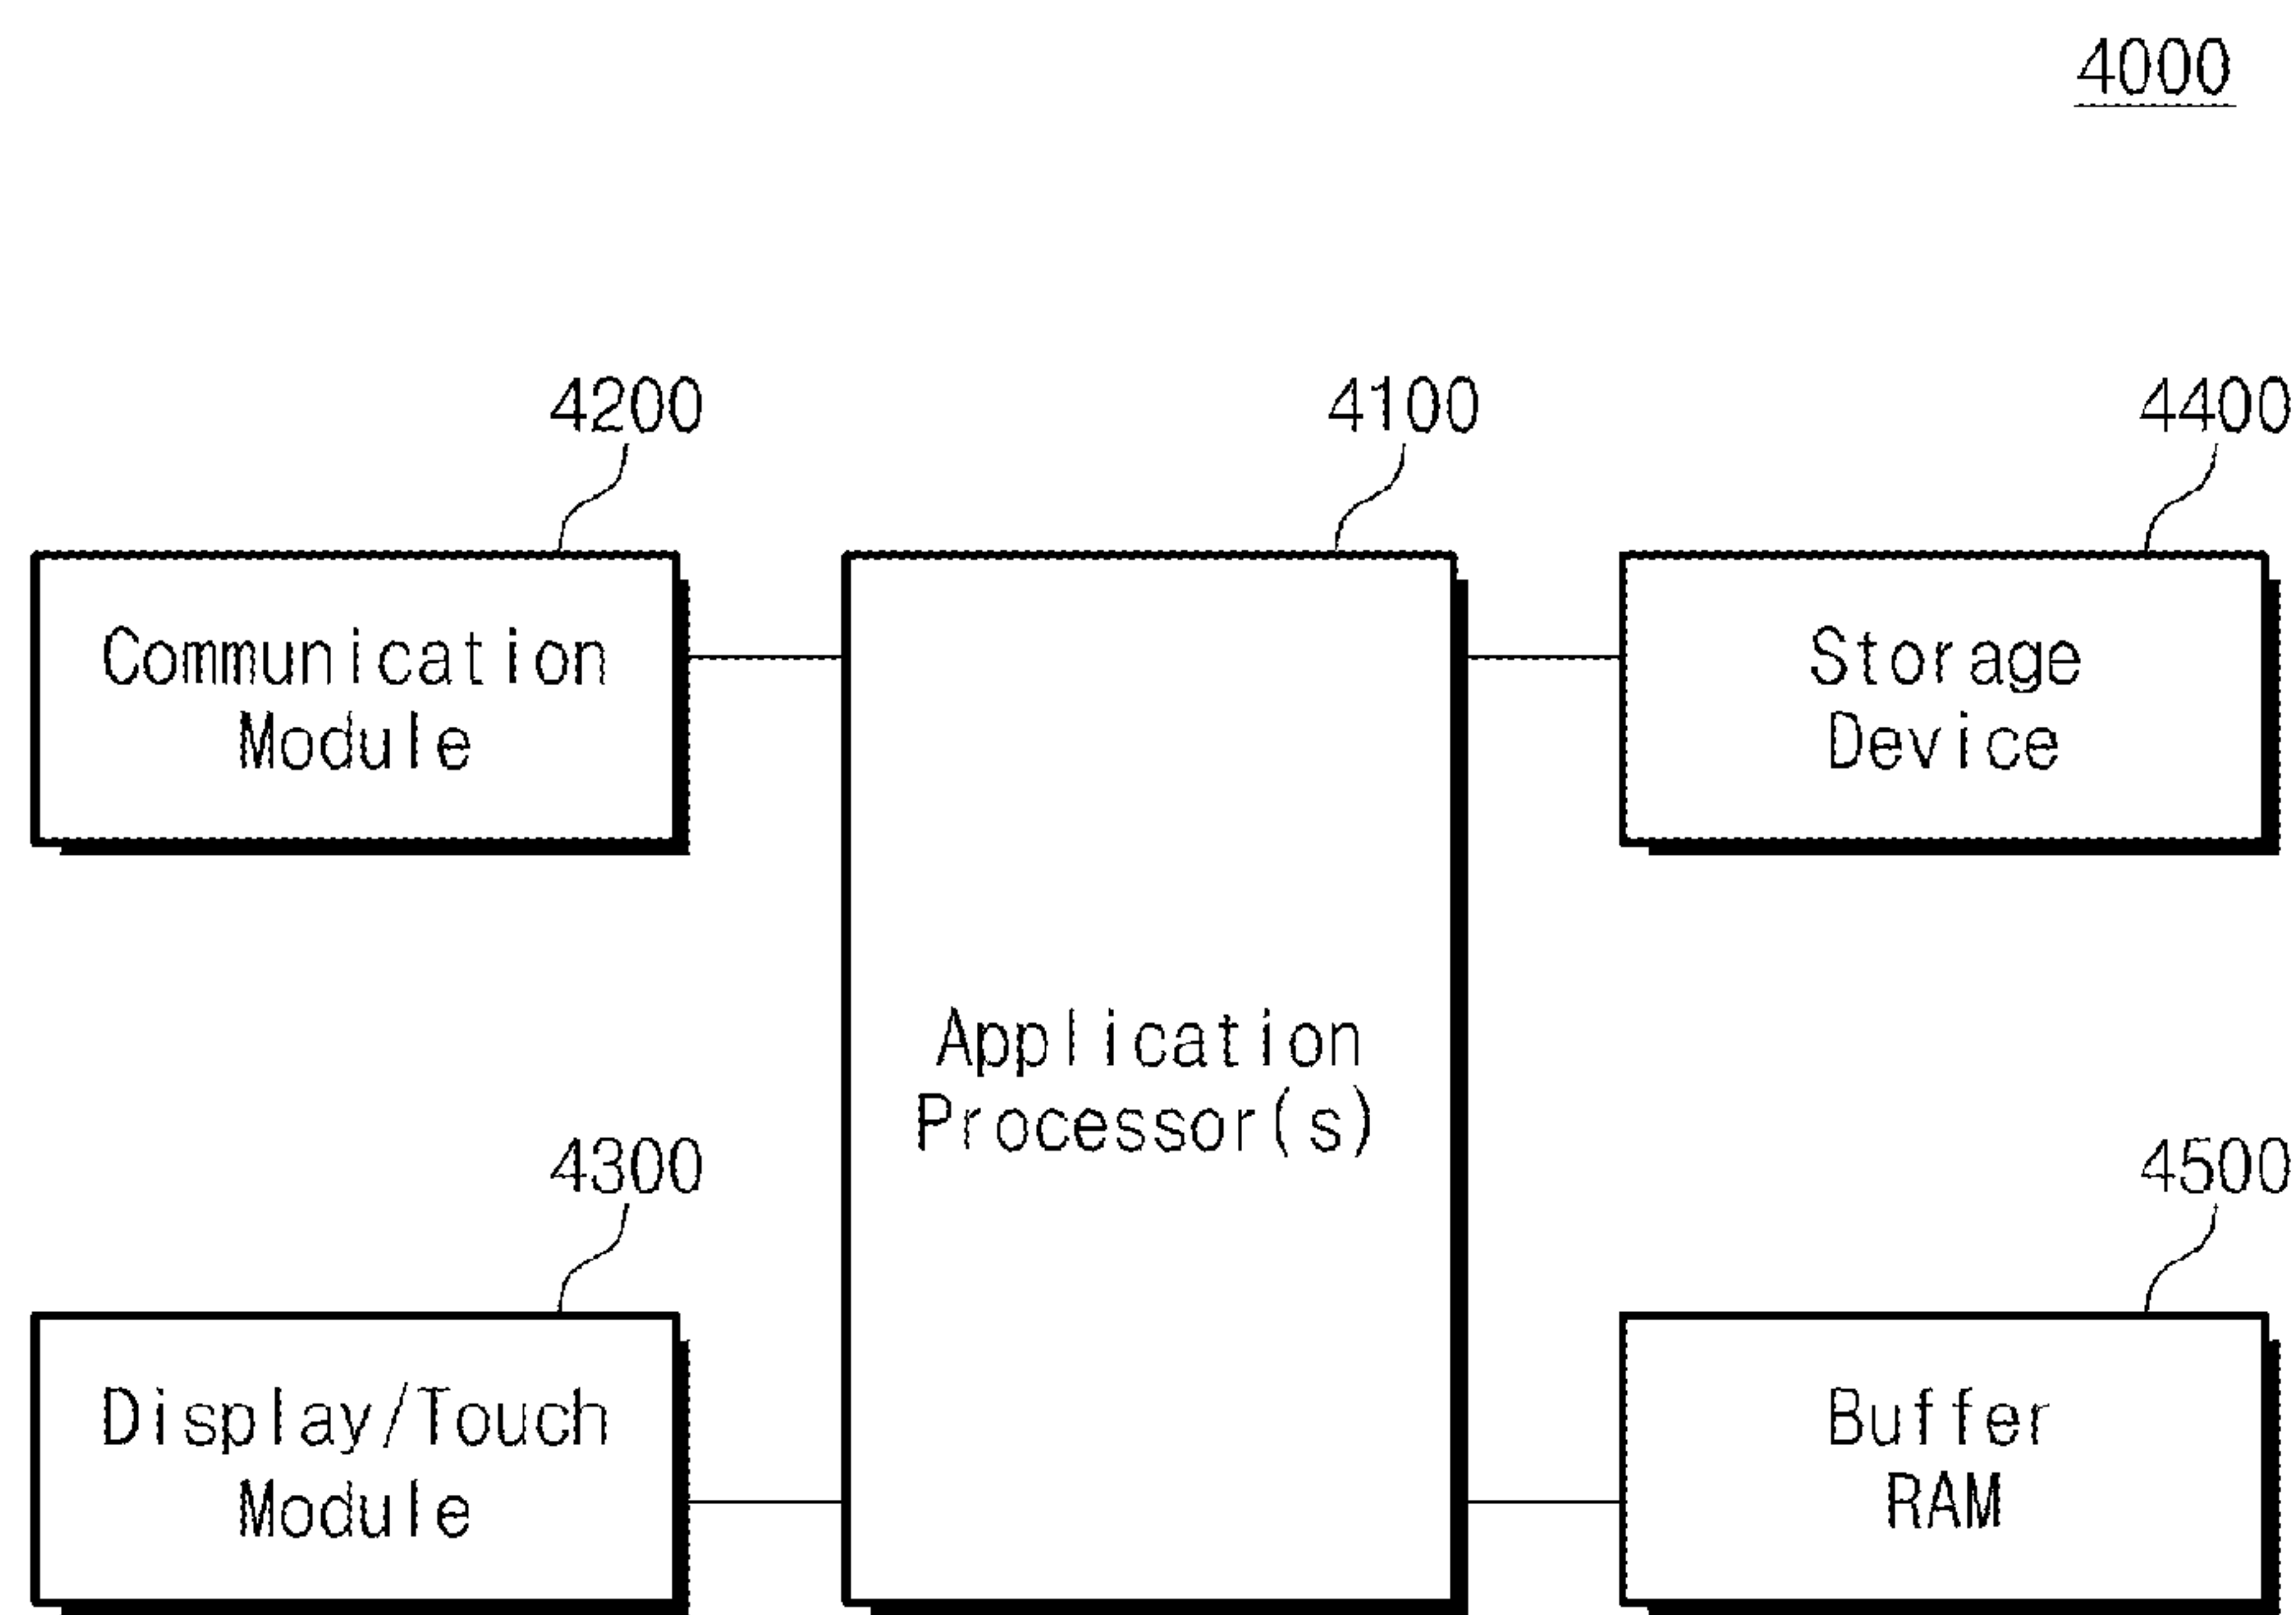 4000
4200
4100
4400
Communication
Module
Storage
Device
Application
Processor(s)
4300
4500
Display/Touch
Module
Buffer
RAM